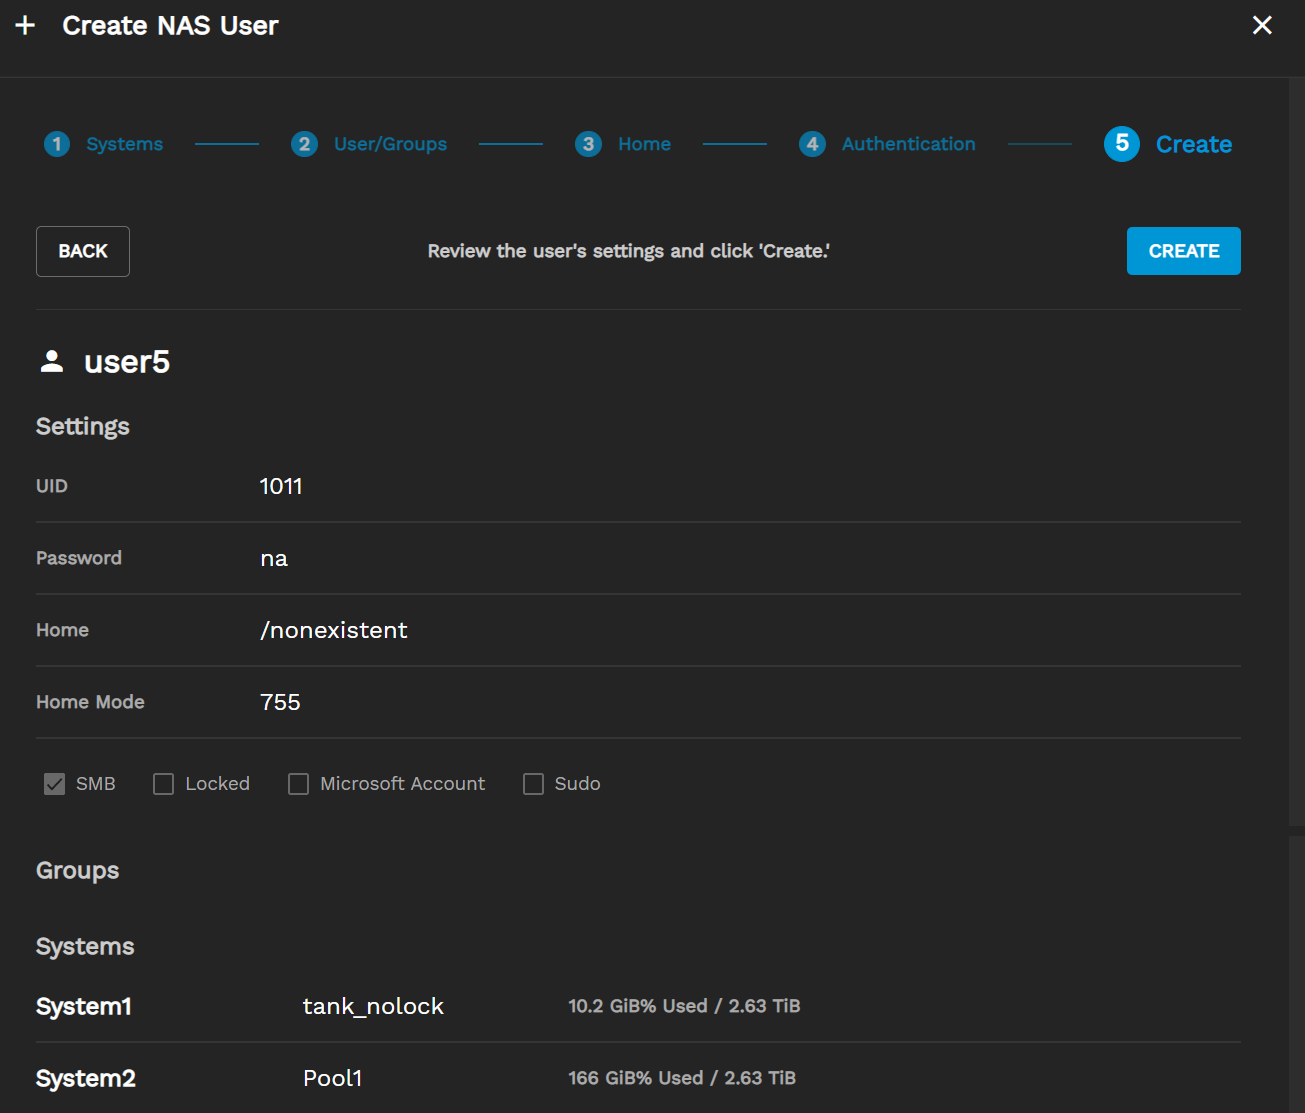 Create NAS User
1 Systems 2 User/Groups 3 Home 4 Authentication 5 Create
BACK Review the user's settings and click 'Create.' CREATE
user5
Settings
UID 1011
Password na
Home /nonexistent
Home Mode 755
SMB Locked Microsoft Account Sudo
Groups
Systems
System1 tank_nolock 10.2 GiB% Used / 2.63 TiB
System2 Pool1 166 GiB% Used / 2.63 TiB